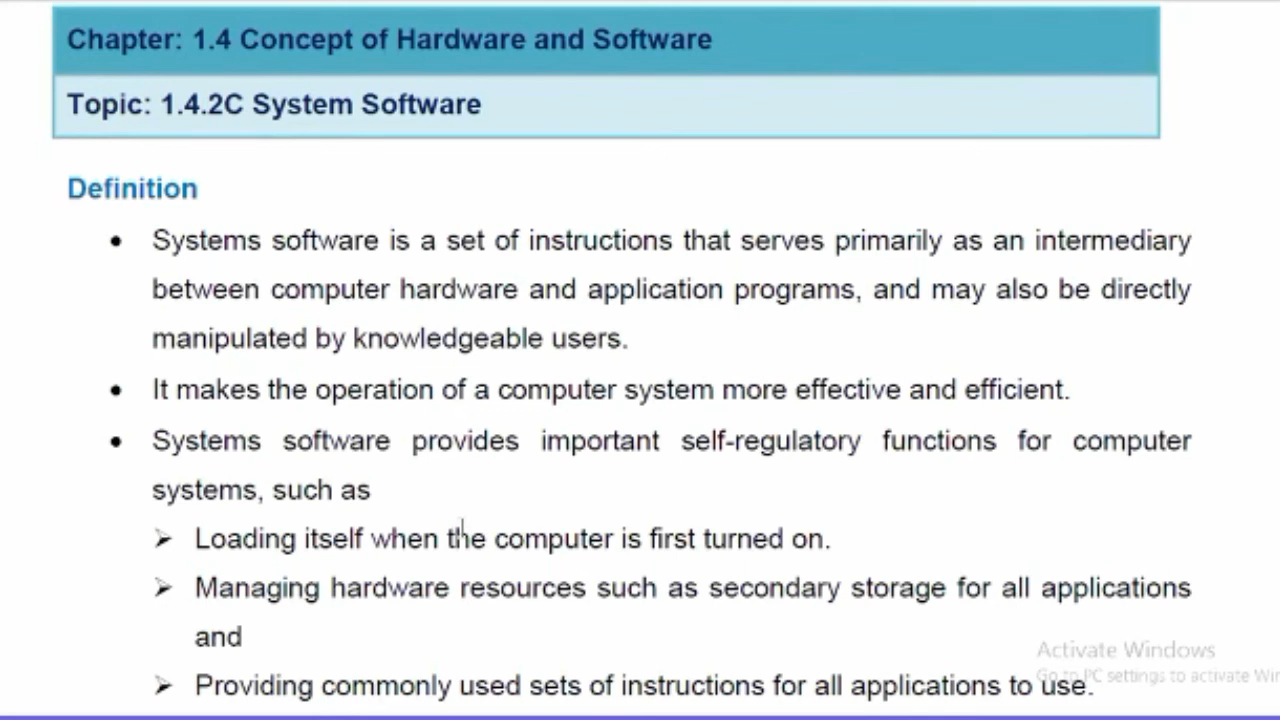 Chapter: 1.4 Concept of Hardware and Software
Topic: 1.4.2C System Software
Definition
• Systems software is a set of instructions that serves primarily as an intermediary
between computer hardware and application programs, and may also be directly
manipulated by knowledgeable users.
• It makes the operation of a computer system more effective and efficient.
• Systems software provides important self-regulatory functions for computer
systems, such as
➢ Loading itself when the computer is first turned on.
➢ Managing hardware resources such as secondary storage for all applications
and
➢ Providing commonly used sets of instructions for all applications to use.
Activate Windows
Go to PC settings to activate Win